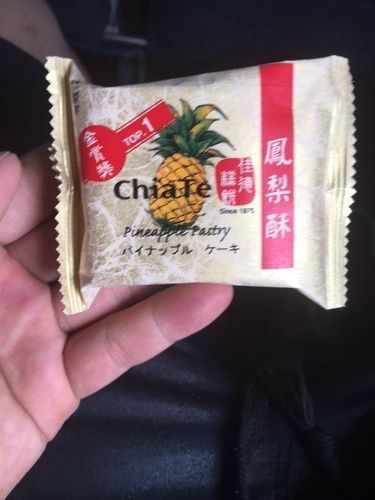 金賞獎
TOP.1
ChiaTe
佳德
糕餅
Since 1975
鳳梨酥
Pineapple Pastry
パイナップル ケーキ